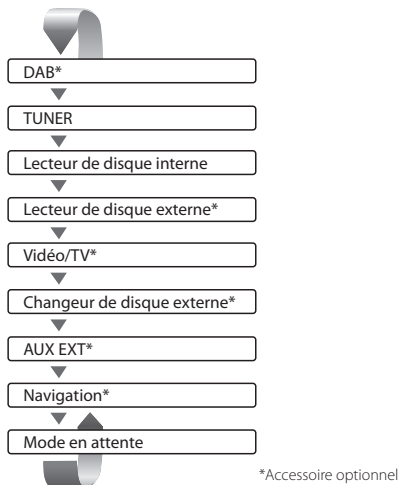 DAB*
TUNER
Lecteur de disque interne
Lecteur de disque externe*
Vidéo/TV*
Changeur de disque externe*
AUX EXT*
Navigation*
Mode en attente
*Accessoire optionnel